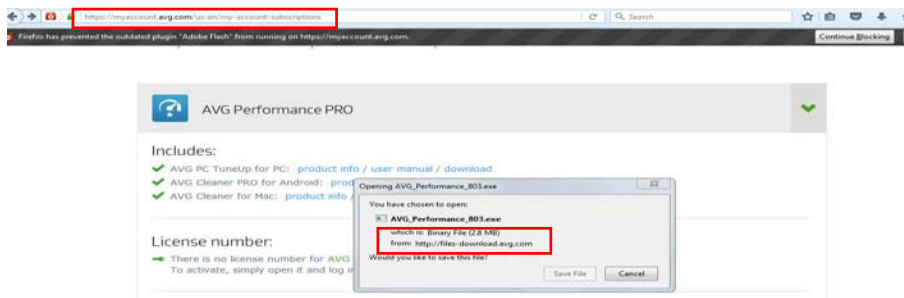 https://myaccount.avg.com/us-en/my-account-subscriptions
Search
Firefox has prevented the outdated plugin "Adobe Flash" from running on https://myaccount.avg.com.
Continue Blocking
AVG Performance PRO
Includes:
AVG PC TuneUp for PC: product info / user manual / download
AVG Cleaner PRO for Android: prod
AVG Cleaner for Mac: product info /
License number:
There is no license number for AVG
To activate, simply open it and log i
Opening AVG_Performance_803.exe
You have chosen to open:
AVG_Performance_803.exe
which is: Binary File (2.8 MB)
from: http://files-download.avg.com
Would you like to save this file?
Save File
Cancel